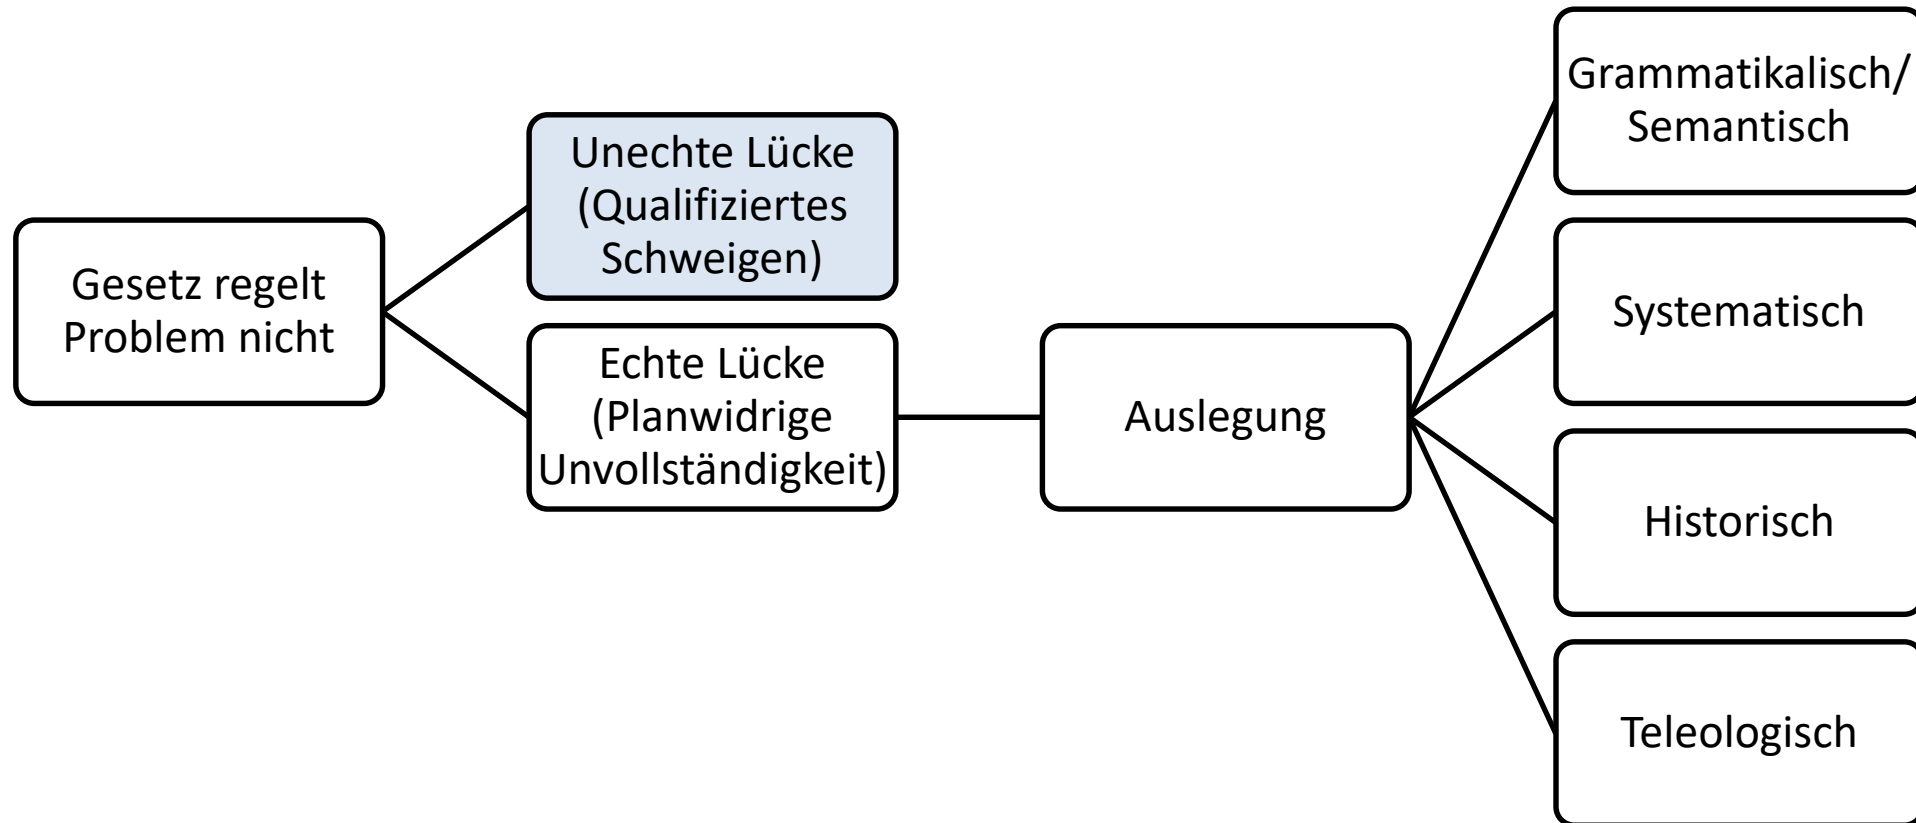 Gesetz regelt
Problem nicht
Unechte Lücke
(Qualifiziertes
Schweigen)
Echte Lücke
(Planwidrige
Unvollständigkeit)
Auslegung
Grammatikalisch/
Semantisch
Systematisch
Historisch
Teleologisch